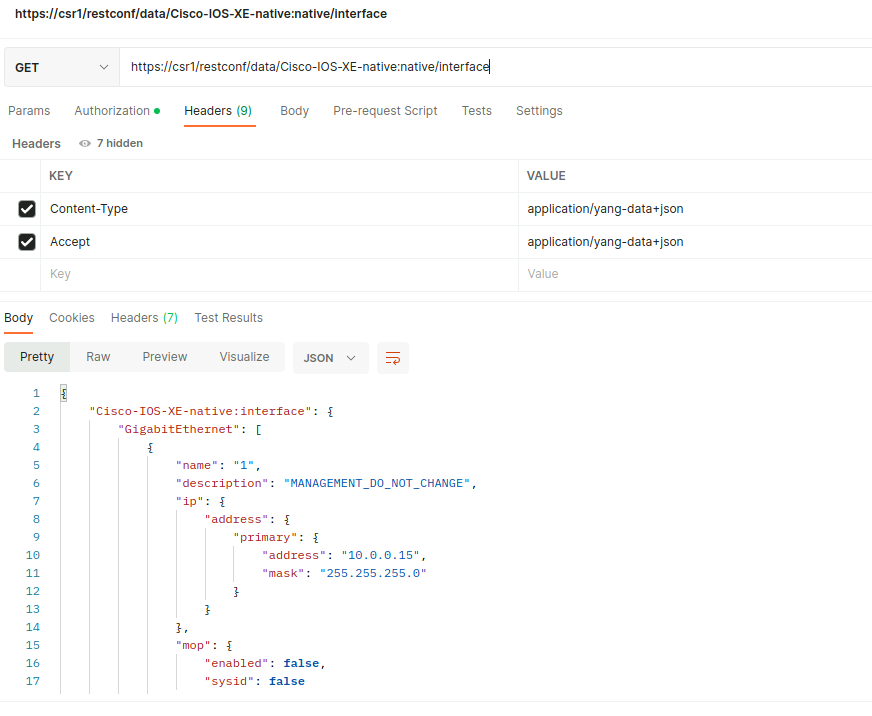 https://csr1/restconf/data/Cisco-IOS-XE-native:native/interface
GET https://csr1/restconf/data/Cisco-IOS-XE-native:native/interface
Params Authorization Headers (9) Body Pre-request Script Tests Settings
Headers 7 hidden
KEY VALUE
Content-Type application/yang-data+json
Accept application/yang-data+json
Key Value
Body Cookies Headers (7) Test Results
Pretty Raw Preview Visualize JSON
1 {
2 "Cisco-IOS-XE-native:interface": {
3 "GigabitEthernet": [
4 {
5 "name": "1",
6 "description": "MANAGEMENT_DO_NOT_CHANGE",
7 "ip": {
8 "address": {
9 "primary": {
10 "address": "10.0.0.15",
11 "mask": "255.255.255.0"
12 }
13 }
14 },
15 "mop": {
16 "enabled": false,
17 "sysid": false